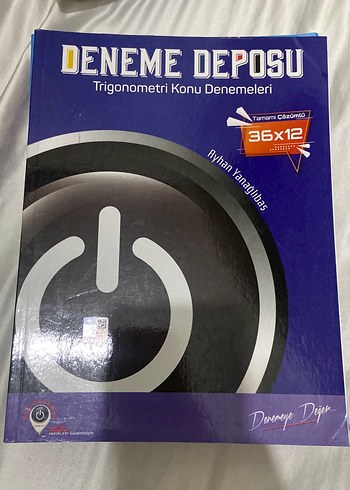 DENEME DEPOSU
Trigonometri Konu Denemeleri
Tamamı Çözümlü
36x12
Ayhan Yanağlıbaş
Denemeye Değer